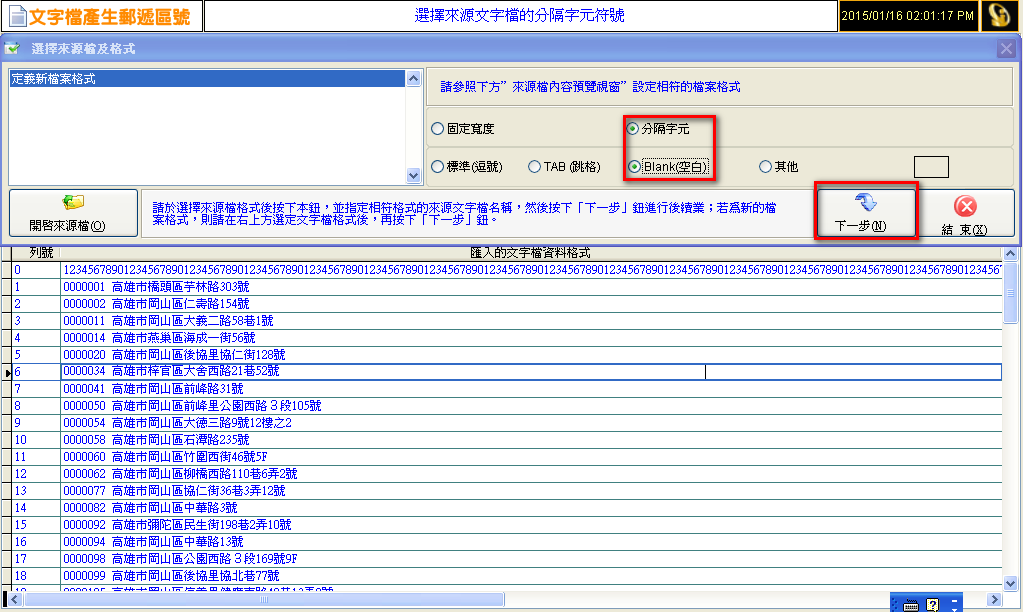 文字檔產生郵遞區號
選擇來源文字檔的分隔字元符號
2015/01/16 02:01:17 PM
選擇來源檔及格式
定義新檔案格式
請參照下方”來源檔內容預覽視窗”設定相符的檔案格式
固定寬度
分隔字元
標準(逗號)
TAB (跳格)
Blank(空白)
其他
開啓來源檔(O)
請於選擇來源檔格式後按下本鈕，並指定相符格式的來源文字檔名稱，然後按下「下一步」鈕進行後續業；若爲新的檔
案格式，則請在右上方選定文字檔格式後，再按下「下一步」鈕。
下一步(N)
結 束(X)
列號
匯入的文字檔資料格式
0 1234567890123456789012345678901234567890123456789012345678901234567890123456789012345678901234567890123456789012345678901234567890123456789012345678901234567
1 0000001 高雄市橋頭區芋林路303號
2 0000002 高雄市岡山區仁壽路154號
3 0000011 高雄市岡山區大義二路58巷1號
4 0000014 高雄市燕巢區海成一街56號
5 0000020 高雄市岡山區後協里協仁街128號
6 0000034 高雄市梓官區大舍西路21巷52號
7 0000041 高雄市岡山區前峰路31號
8 0000050 高雄市岡山區前峰里公園西路３段105號
9 0000054 高雄市岡山區大德三路9號12樓之2
10 0000058 高雄市岡山區石潭路235號
11 0000060 高雄市岡山區竹圍西街46號5F
12 0000062 高雄市岡山區柳橋西路110巷6弄2號
13 0000077 高雄市岡山區協仁街36巷3弄12號
14 0000082 高雄市岡山區中華路3號
15 0000092 高雄市彌陀區民生街198巷2弄10號
16 0000094 高雄市岡山區中華路13號
17 0000098 高雄市岡山區公園西路３段169號9F
18 0000099 高雄市岡山區後協里協北巷77號